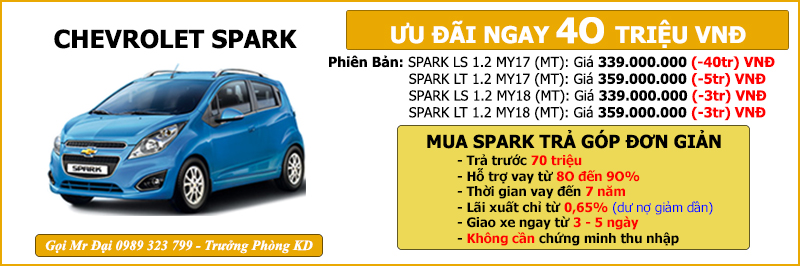 CHEVROLET SPARK
ƯU ĐÃI NGAY 40 TRIỆU VNĐ
Phiên Bản: SPARK LS 1.2 MY17 (MT): Giá 339.000.000 (-40tr) VNĐ
SPARK LT 1.2 MY17 (MT): Giá 359.000.000 (-5tr) VNĐ
SPARK LS 1.2 MY18 (MT): Giá 339.000.000 (-3tr) VNĐ
SPARK LT 1.2 MY18 (MT): Giá 359.000.000 (-3tr) VNĐ
MUA SPARK TRẢ GÓP ĐƠN GIẢN
- Trả trước 70 triệu
- Hỗ trợ vay từ 80 đến 90%
- Thời gian vay đến 7 năm
- Lãi xuất chỉ từ 0,65% (dư nợ giảm dần)
- Giao xe ngay từ 3 - 5 ngày
- Không cần chứng minh thu nhập
SPARK
Gọi Mr Đại 0989 323 799 - Trưởng Phòng KD